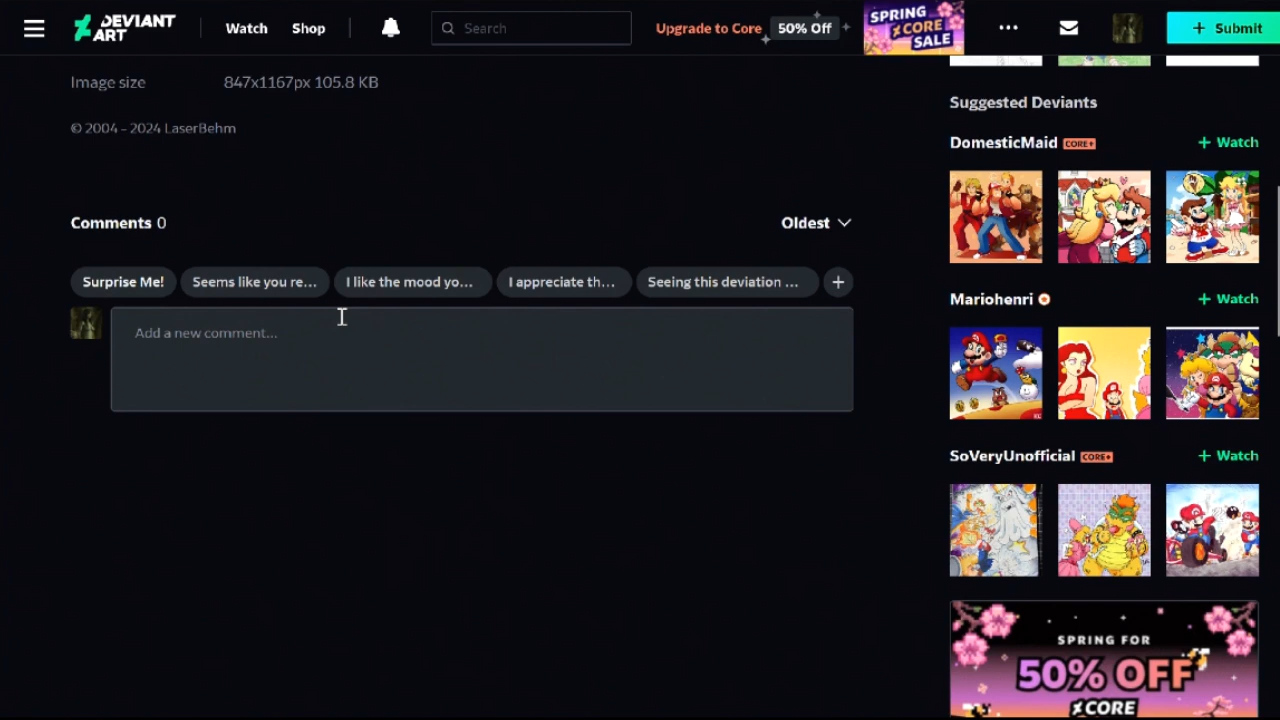 DEVIANT ART
Watch
Shop
Search
Upgrade to Core
50% Off
SPRING CORE SALE
Submit
Image size
847x1167px 105.8 KB
© 2004 - 2024 LaserBehm
Comments 0
Oldest
Surprise Me!
Seems like you re...
I like the mood yo...
I appreciate th...
Seeing this deviation ...
Add a new comment...
Suggested Deviants
DomesticMaid CORE+
+ Watch
Mariohenri
+ Watch
SoVeryUnofficial CORE+
+ Watch
SPRING FOR
50% OFF
CORE